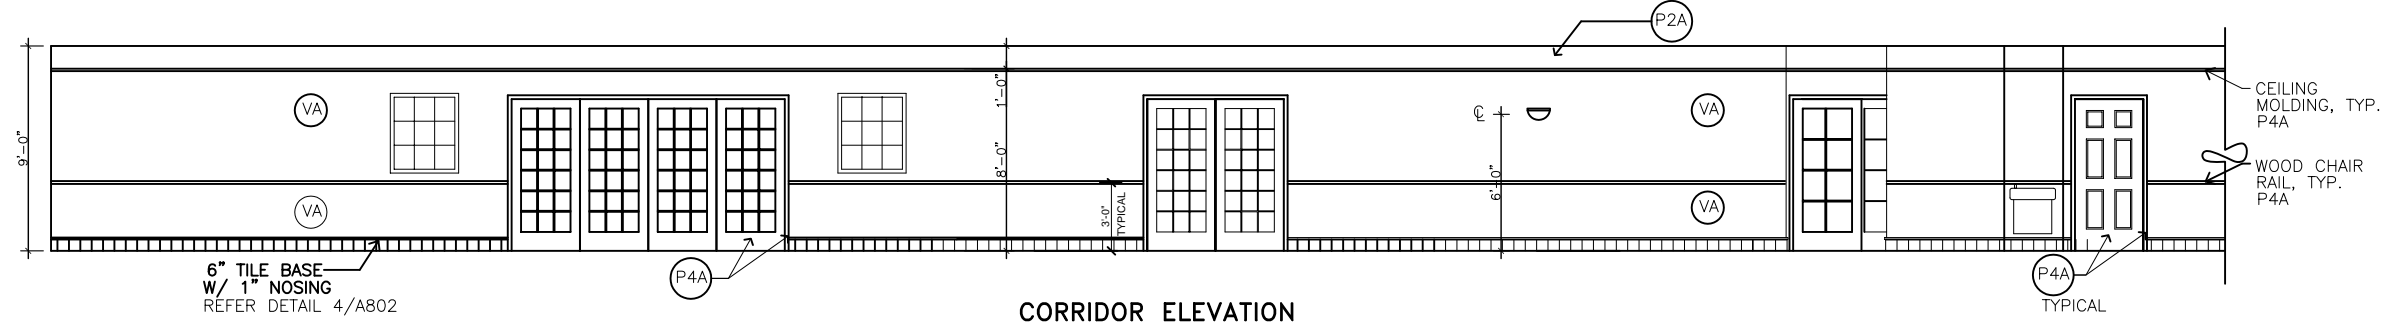 P2A
1'-0"
CEILING
MOLDING, TYP.
P4A
VA
VA
℄
9'-0"
8'-0"
WOOD CHAIR
RAIL, TYP.
P4A
6'-0"
3'-0"
TYPICAL
VA
VA
6" TILE BASE
W/ 1" NOSING
REFER DETAIL 4/A802
P4A
P4A
TYPICAL
CORRIDOR ELEVATION